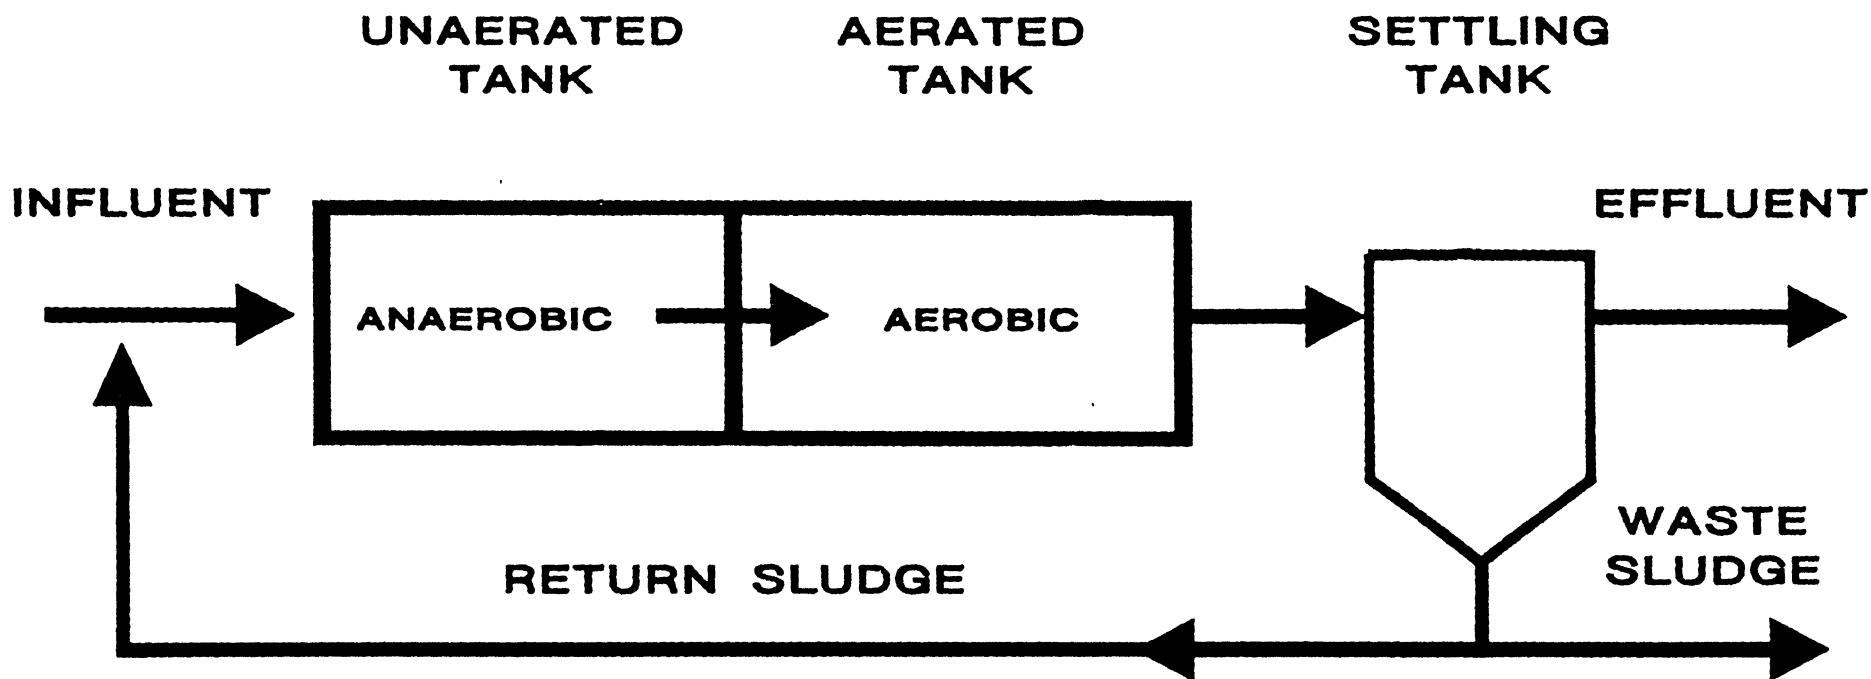 UNAERATED
TANK
AERATED
TANK
SETTLING
TANK
INFLUENT
EFFLUENT
ANAEROBIC
AEROBIC
WASTE
SLUDGE
RETURN SLUDGE